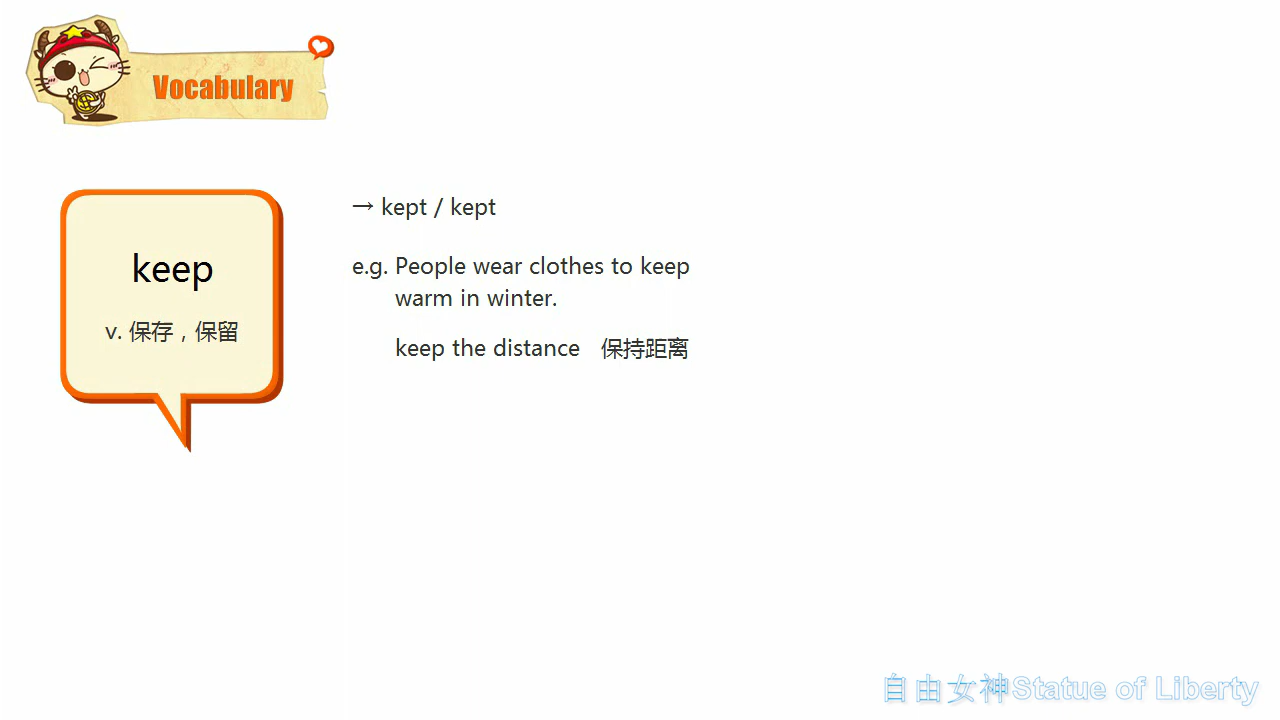 Vocabulary
keep
v. 保存，保留
→ kept / kept
e.g. People wear clothes to keep
warm in winter.
keep the distance 保持距离
自由女神Statue of Liberty